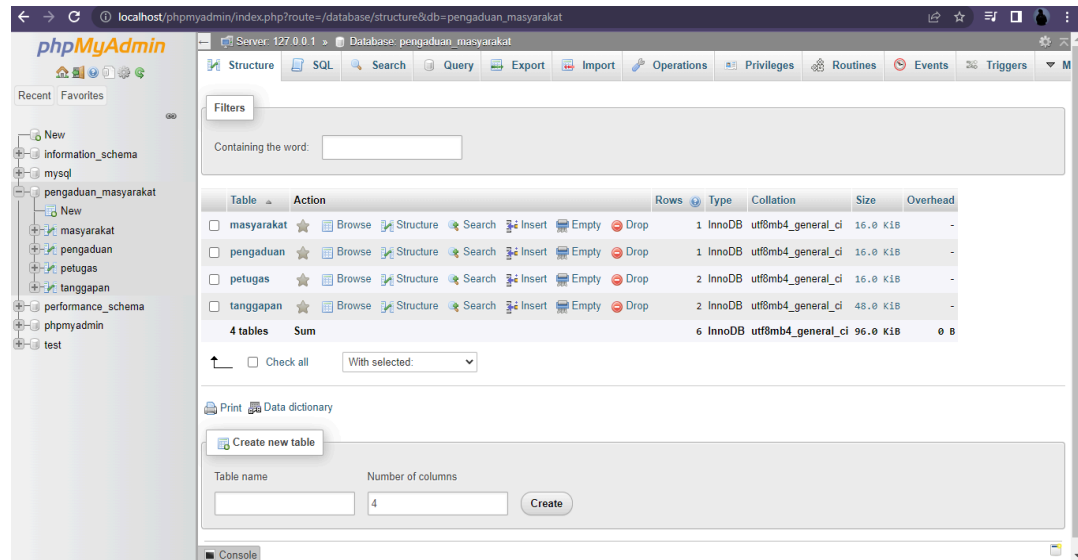 localhost/phpmyadmin/index.php?route=/database/structure&db=pengaduan_masyarakat
phpMyAdmin
Recent Favorites
New
information_schema
mysql
pengaduan_masyarakat
New
masyarakat
pengaduan
petugas
tanggapan
performance_schema
phpmyadmin
test
Server: 127.0.0.1 » Database: pengaduan_masyarakat
Structure SQL Search Query Export Import Operations Privileges Routines Events Triggers M
Filters
Containing the word:
Table Action Rows Type Collation Size Overhead
masyarakat Browse Structure Search Insert Empty Drop 1 InnoDB utf8mb4_general_ci 16.0 KiB -
pengaduan Browse Structure Search Insert Empty Drop 1 InnoDB utf8mb4_general_ci 16.0 KiB -
petugas Browse Structure Search Insert Empty Drop 2 InnoDB utf8mb4_general_ci 16.0 KiB -
tanggapan Browse Structure Search Insert Empty Drop 2 InnoDB utf8mb4_general_ci 48.0 KiB -
4 tables Sum 6 InnoDB utf8mb4_general_ci 96.0 KiB 0 B
Check all With selected:
Print Data dictionary
Create new table
Table name Number of columns
4 Create
Console